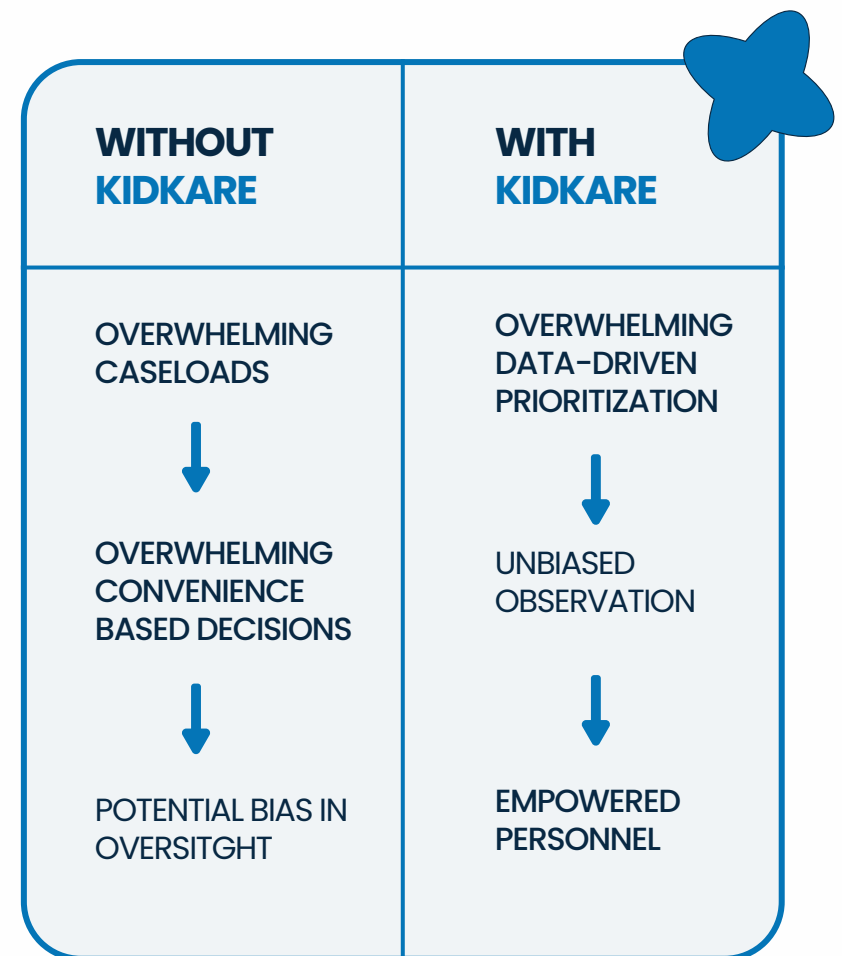 WITHOUT
KIDKARE
WITH
KIDKARE
OVERWHELMING
CASELOADS
OVERWHELMING
CONVENIENCE
BASED DECISIONS
POTENTIAL BIAS IN
OVERSITGHT
OVERWHELMING
DATA-DRIVEN
PRIORITIZATION
UNBIASED
OBSERVATION
EMPOWERED
PERSONNEL